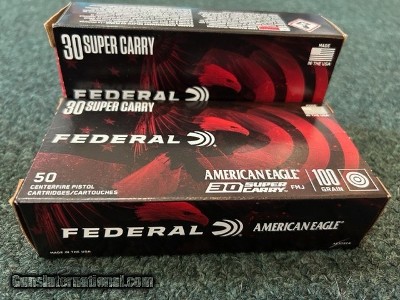 30 SUPER CARRY
FEDERAL
MADE
IN THE USA
30 SUPER CARRY
FEDERAL
50
CENTERFIRE PISTOL
CARTRIDGES/CARTOUCHES
AMERICAN EAGLE
30 SUPER CARRY FMJ
100 GRAIN
FEDERAL
AMERICAN EAGLE
MADE IN THE USA
GunsInternational.com